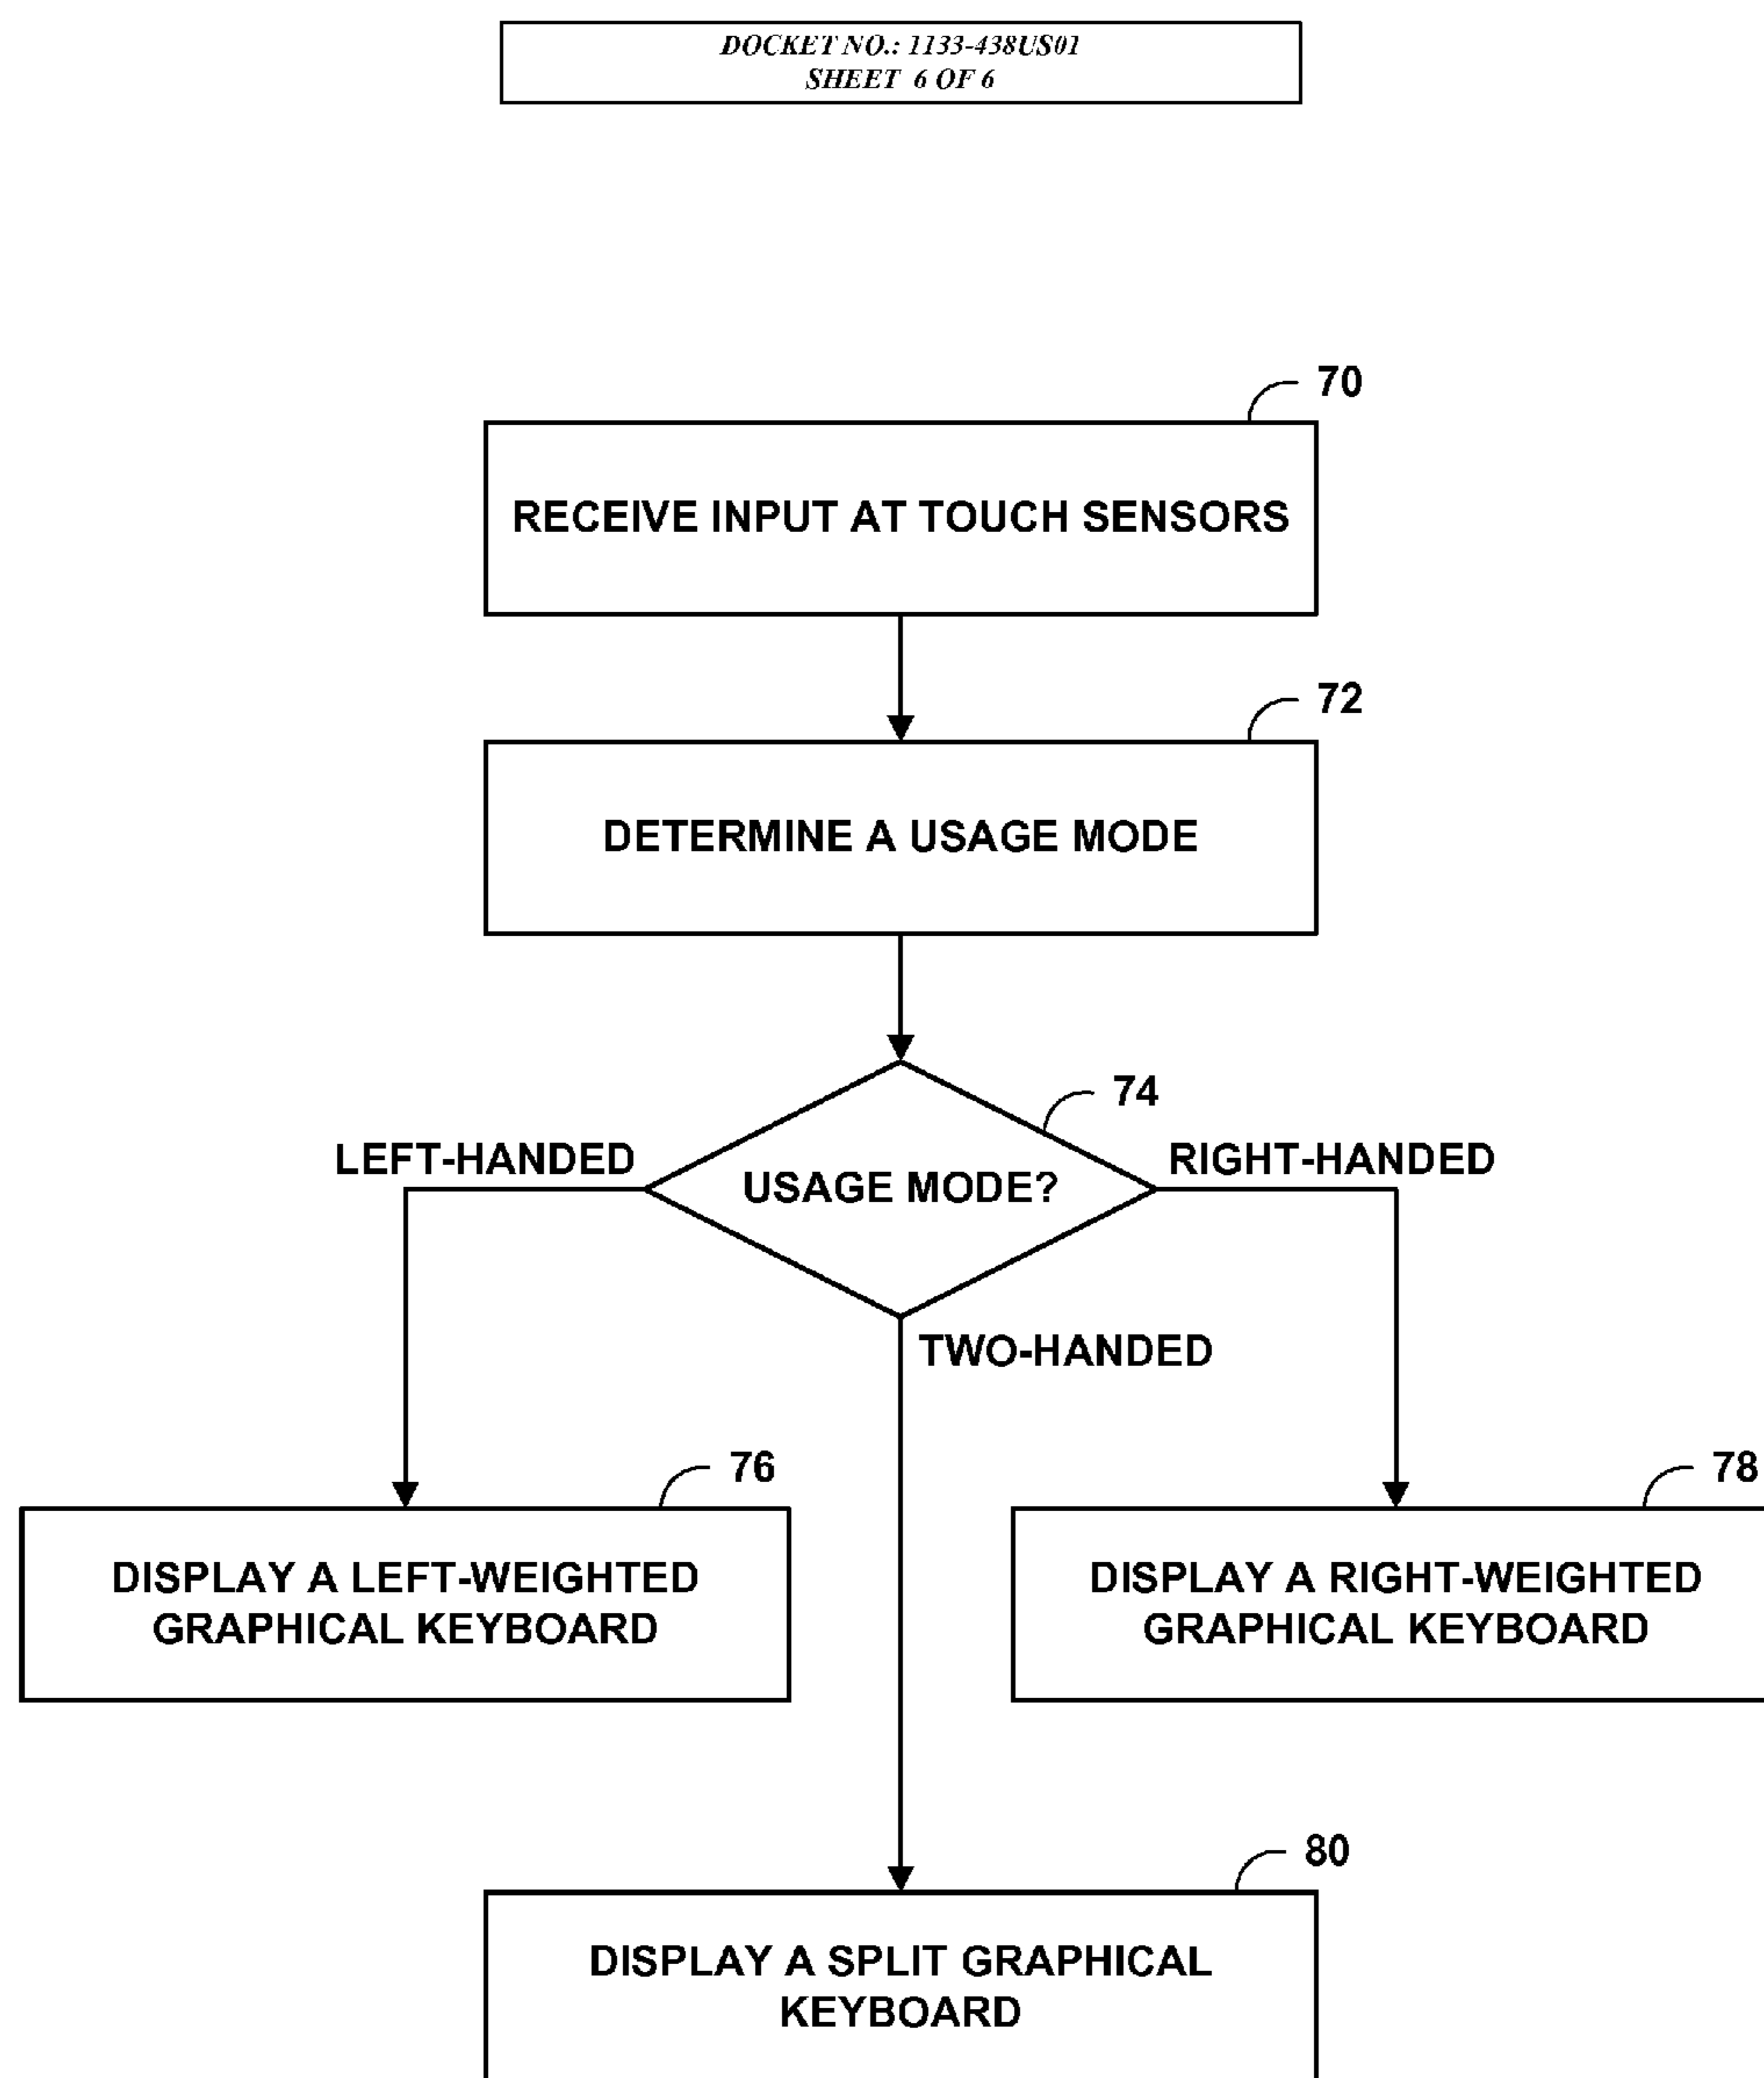 DOCKET NO.: 1133-438US01
SHEET 6 OF 6
70
RECEIVE INPUT AT TOUCH SENSORS
72
DETERMINE A USAGE MODE
74
LEFT-HANDED
USAGE MODE?
RIGHT-HANDED
TWO-HANDED
76
DISPLAY A LEFT-WEIGHTED
GRAPHICAL KEYBOARD
78
DISPLAY A RIGHT-WEIGHTED
GRAPHICAL KEYBOARD
80
DISPLAY A SPLIT GRAPHICAL
KEYBOARD